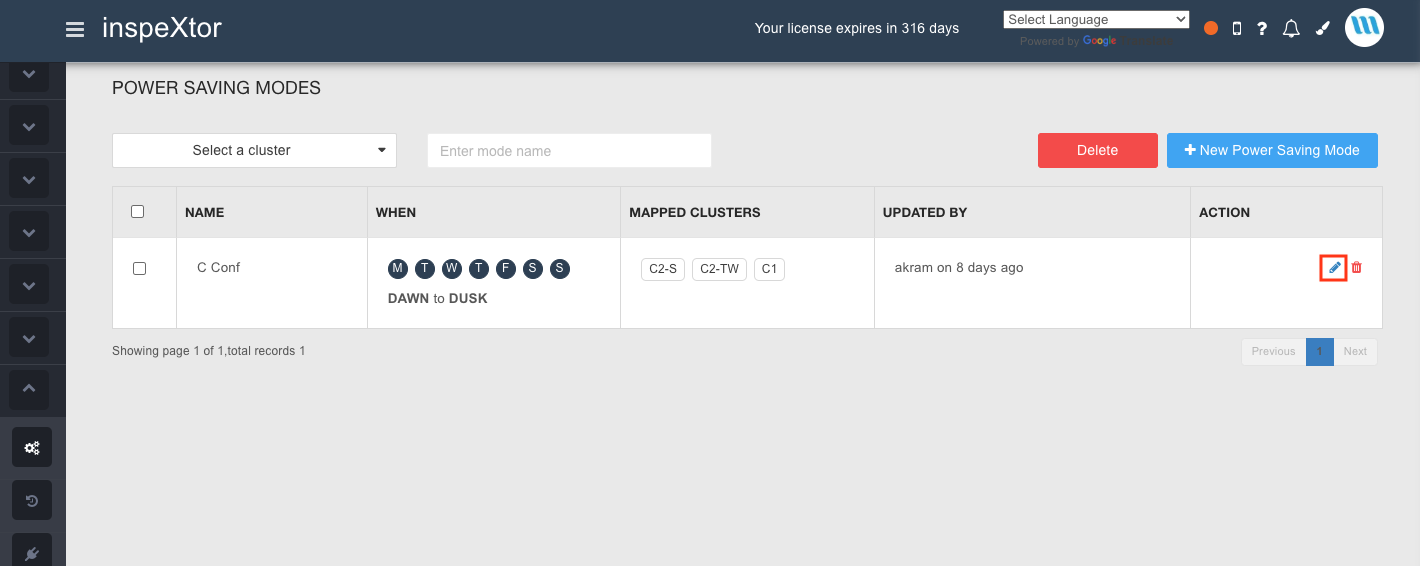 inspeXtor
Your license expires in 316 days
Select Language
Powered by Google
POWER SAVING MODES
Select a cluster
Enter mode name
Delete
New Power Saving Mode
NAME WHEN MAPPED CLUSTERS UPDATED BY ACTION
C Conf M T W T F S S C2-S C2-TW C1 akram on 8 days ago
DAWN to DUSK
Showing page 1 of 1,total records 1
Previous 1 Next